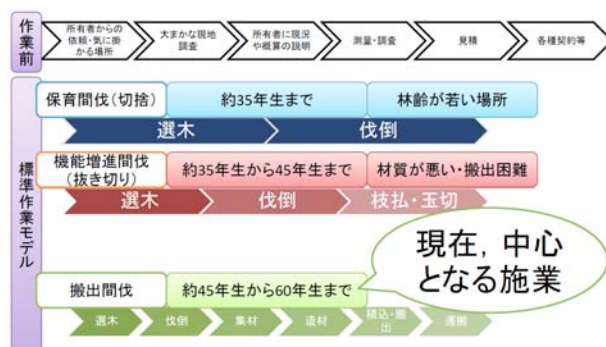 作業前
所有者からの
依頼・気に掛
かる場所
大まかな現地
調査
所有者に現況
や概算の説明
測量・調査
見積
各種契約等
標準作業モデル
保育間伐(切捨)
約35年生まで
林齢が若い場所
選木
伐倒
機能増進間伐
(抜き切り)
約35年生から45年生まで
材質が悪い・搬出困難
選木
伐倒
枝払・玉切
現在，中心
となる施業
搬出間伐
約45年生から60年生まで
選木
伐倒
集材
造材
積込・搬
出
運搬